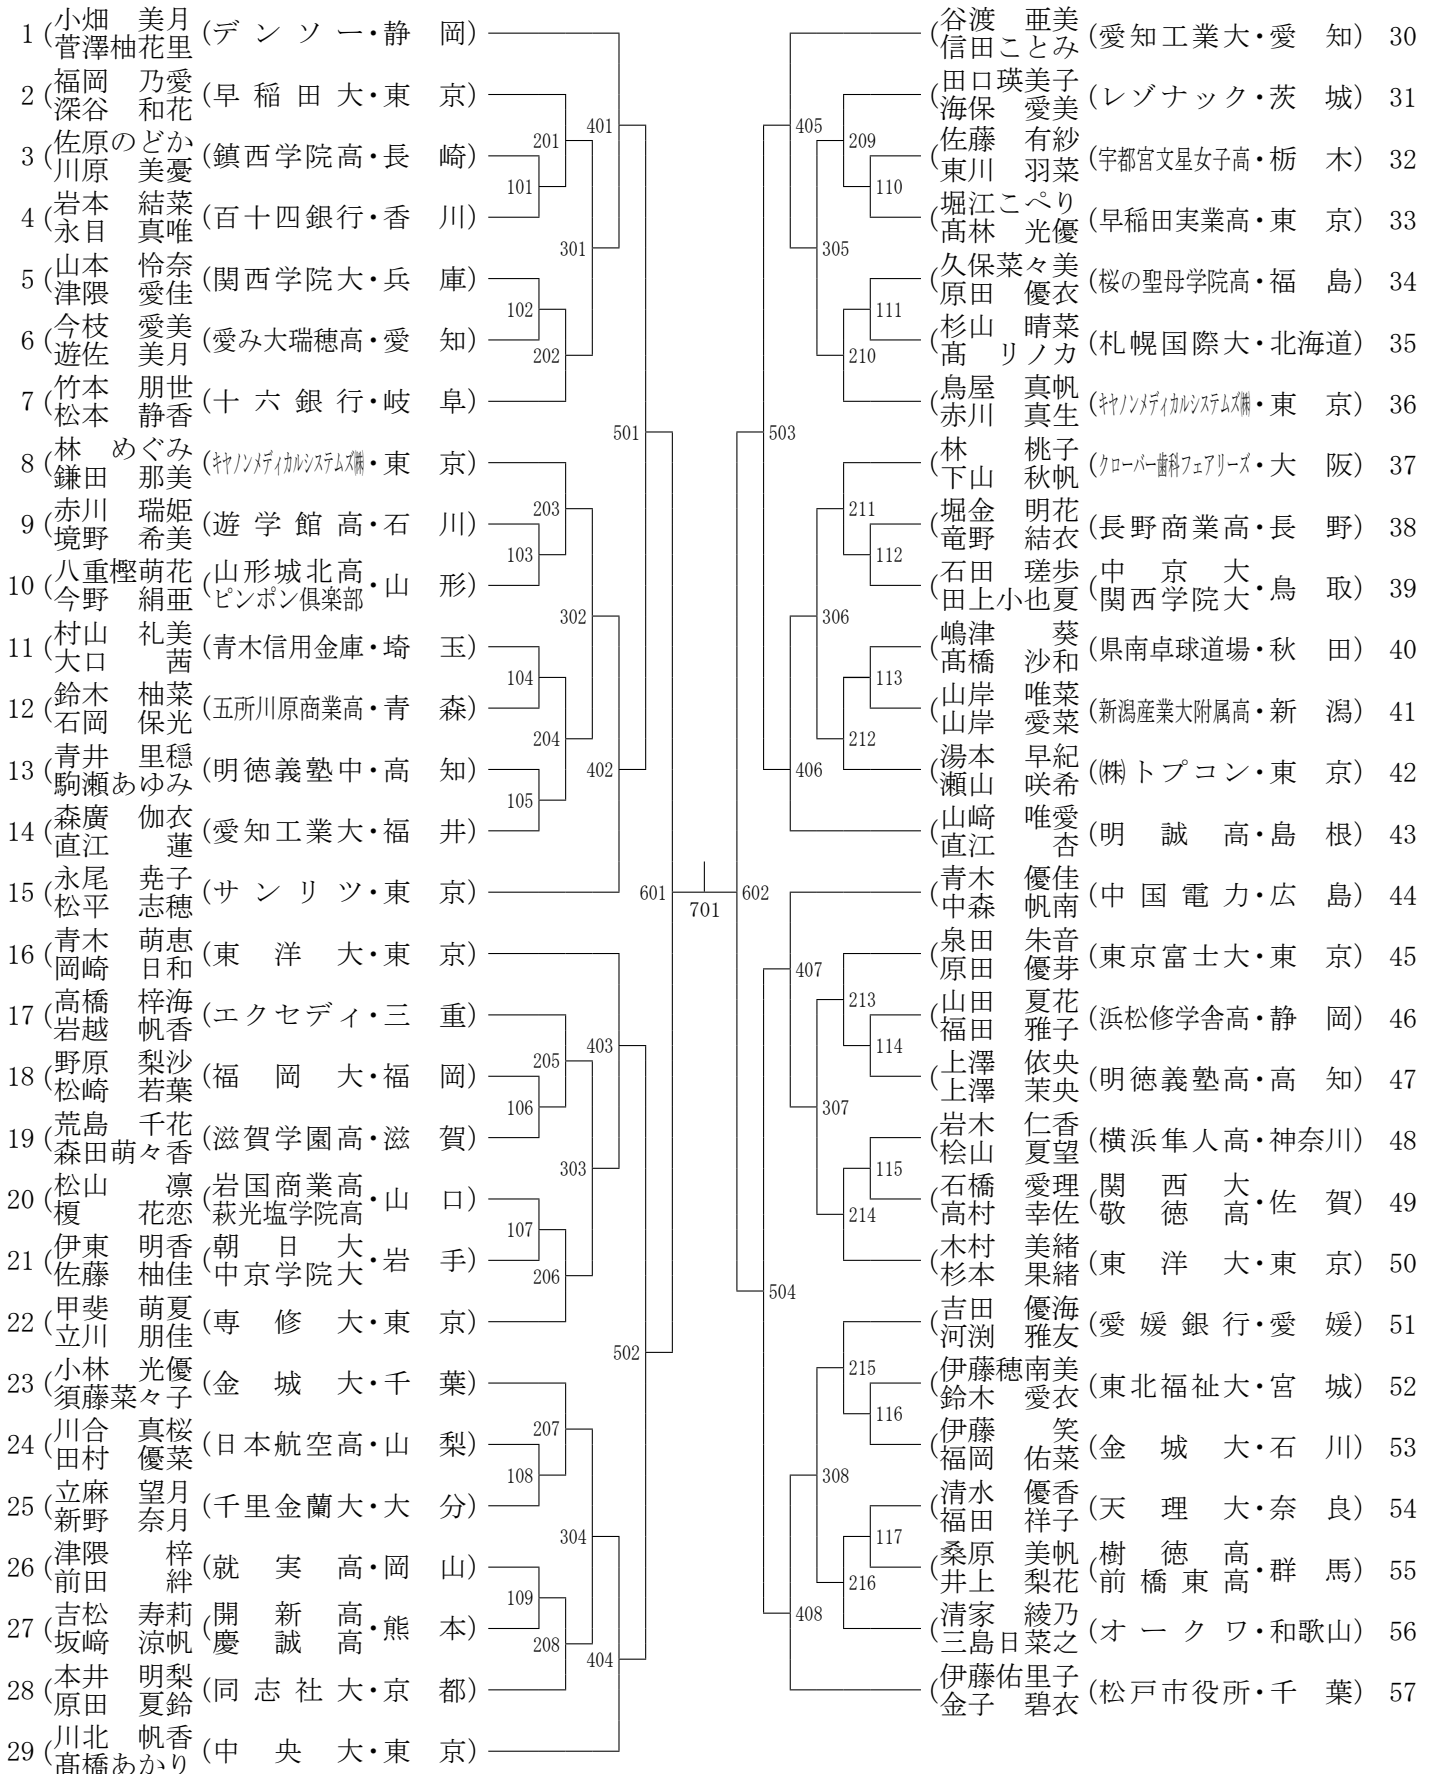 1 (小畑　美月 菅澤柚花里 (デンソー・静　岡)
2 (福岡　乃愛 深谷　和花 (早稲田大・東　京)
3 (佐原のどか 川原　美憂 (鎮西学院高・長　崎)
4 (岩本　結菜 永目　真唯 (百十四銀行・香　川)
5 (山本　怜奈 津隈　愛佳 (関西学院大・兵　庫)
6 (今枝　愛美 遊佐　美月 (愛み大瑞穂高・愛　知)
7 (竹本　朋世 松本　静香 (十六銀行・岐　阜)
8 (林　めぐみ 鎌田　那美 (キヤノンメディカルシステムズ㈱・東　京)
9 (赤川　瑞姫 境野　希美 (遊学館高・石　川)
10 (八重樫萌花 今野　絹亜 (山形城北高 ピンポン倶楽部・山　形)
11 (村山　礼美 大口　　茜 (青木信用金庫・埼　玉)
12 (鈴木　柚菜 石岡　保光 (五所川原商業高・青　森)
13 (青井　里穏 駒瀬あゆみ (明徳義塾中・高　知)
14 (森廣　伽衣 直江　　蓮 (愛知工業大・福　井)
15 (永尾　尭子 松平　志穂 (サンリツ・東　京)
16 (青木　萌恵 岡崎　日和 (東洋大・東　京)
17 (高橋　梓海 岩越　帆香 (エクセディ・三　重)
18 (野原　梨沙 松崎　若葉 (福岡大・福　岡)
19 (荒島　千花 森田萌々香 (滋賀学園高・滋　賀)
20 (松山　　凛 榎　　花恋 (岩国商業高 萩光塩学院高・山　口)
21 (伊東　明香 佐藤　柚佳 (朝日大 中京学院大・岩　手)
22 (甲斐　萌夏 立川　朋佳 (専修大・東　京)
23 (小林　光優 須藤菜々子 (金城大・千　葉)
24 (川合　真桜 田村　優菜 (日本航空高・山　梨)
25 (立麻　望月 新野　奈月 (千里金蘭大・大　分)
26 (津隈　　梓 前田　　絆 (就実高・岡　山)
27 (吉松　寿莉 坂﨑　涼帆 (開新高 慶誠高・熊　本)
28 (本井　明梨 原田　夏鈴 (同志社大・京　都)
29 (川北　帆香 髙橋あかり (中央大・東　京)
101
102
103
104
105
106
107
108
109
201
202
203
204
205
206
207
208
301
302
303
304
401
402
403
404
501
502
601
701
602
503
504
405
406
407
408
305
306
307
308
209
210
211
212
213
214
215
216
110
111
112
113
114
115
116
117
(谷渡　亜美 信田ことみ (愛知工業大・愛　知) 30
(田口瑛美子 海保　愛美 (レゾナック・茨　城) 31
(佐藤　有紗 東川　羽菜 (宇都宮文星女子高・栃　木) 32
(堀江こぺり 髙林　光優 (早稲田実業高・東　京) 33
(久保菜々美 原田　優衣 (桜の聖母学院高・福　島) 34
(杉山　晴菜 髙　リノカ (札幌国際大・北海道) 35
(鳥屋　真帆 赤川　真生 (キヤノンメディカルシステムズ㈱・東　京) 36
(林　　桃子 下山　秋帆 (クローバー歯科フェアリーズ・大　阪) 37
(堀金　明花 竜野　結衣 (長野商業高・長　野) 38
(石田　瑳歩 田上小也夏 (中京大 関西学院大・鳥　取) 39
(嶋津　　葵 髙橋　沙和 (県南卓球道場・秋　田) 40
(山岸　唯菜 山岸　愛菜 (新潟産業大附属高・新　潟) 41
(湯本　早紀 瀬山　咲希 (㈱トプコン・東　京) 42
(山﨑　唯愛 直江　　杏 (明誠高・島　根) 43
(青木　優佳 中森　帆南 (中国電力・広　島) 44
(泉田　朱音 原田　優芽 (東京富士大・東　京) 45
(山田　夏花 福田　雅子 (浜松修学舎高・静　岡) 46
(上澤　依央 上澤　茉央 (明徳義塾高・高　知) 47
(岩木　仁香 桧山　夏望 (横浜隼人高・神奈川) 48
(石橋　愛理 高村　幸佐 (関西大 敬徳高・佐　賀) 49
(木村　美緒 杉本　果緒 (東洋大・東　京) 50
(吉田　優海 河渕　雅友 (愛媛銀行・愛　媛) 51
(伊藤穂南美 鈴木　愛衣 (東北福祉大・宮　城) 52
(伊藤　　笑 福岡　佑菜 (金城大・石　川) 53
(清水　優香 福田　祥子 (天理大・奈　良) 54
(桑原　美帆 井上　梨花 (樹徳高 前橋東高・群　馬) 55
(清家　綾乃 三島日菜之 (オークワ・和歌山) 56
(伊藤佑里子 金子　碧衣 (松戸市役所・千　葉) 57